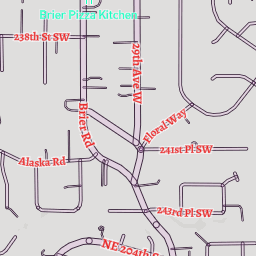 Brier Pizza Kitchen
238th St SW
29th Ave W
Brier Rd
Floral Way
241st Pl SW
Alaska Rd
243rd Pl SW
NE 204th S